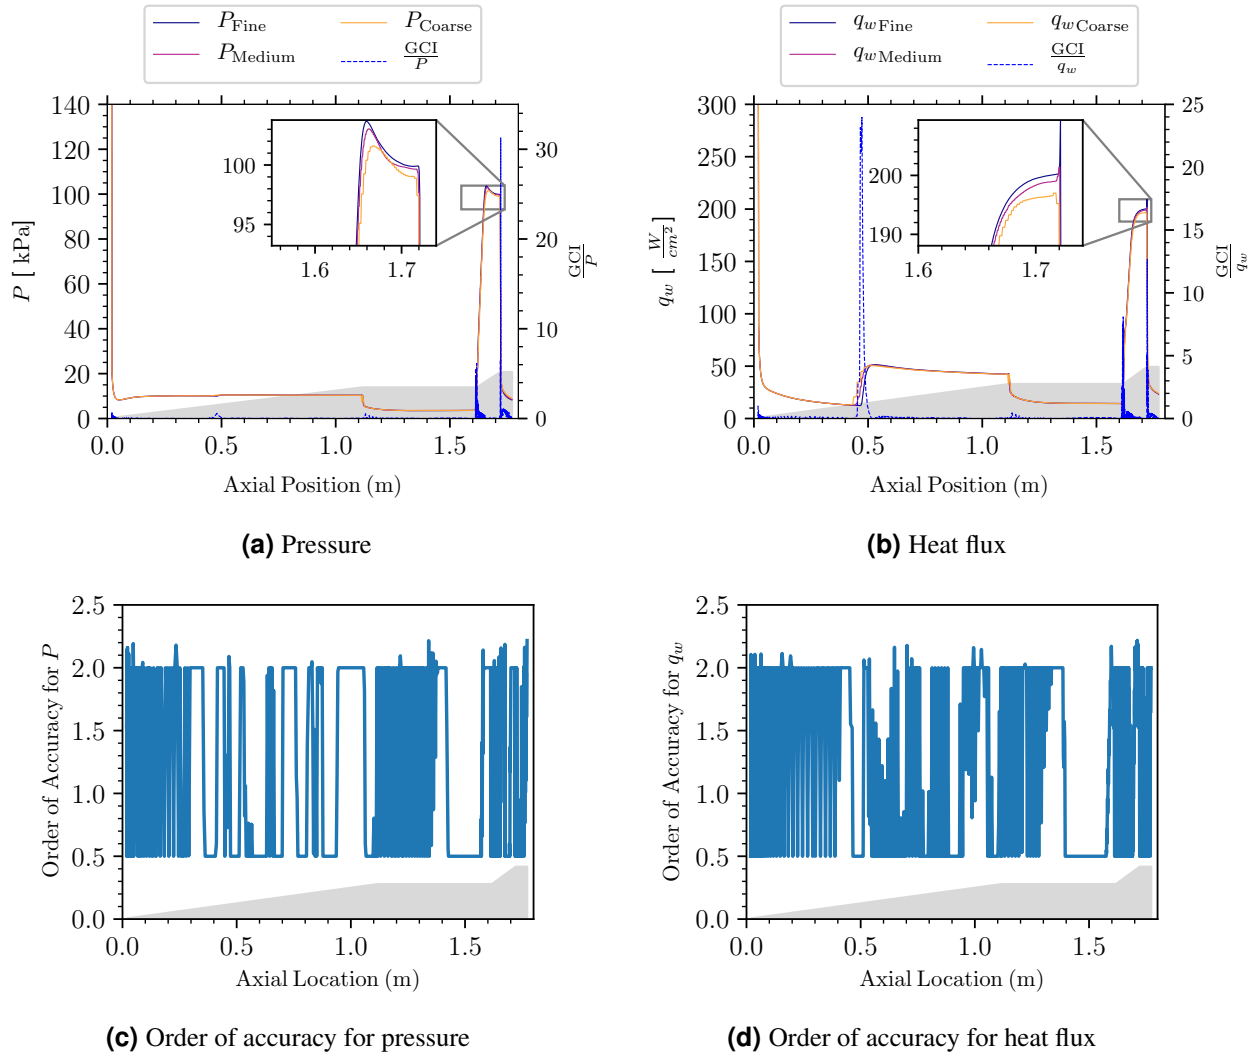 P_Fine P_Coarse
P_Medium GCI/P
q_w Fine q_w Coarse
q_w Medium GCI/q_w
140
120
100
80
60
40
20
0
P [ kPa]
0.0 0.5 1.0 1.5
Axial Position (m)
30
20
10
0
GCI/P
100
95
1.6 1.7
(a) Pressure
300
250
200
150
100
50
0
q_w [ W/cm²]
0.0 0.5 1.0 1.5
Axial Position (m)
25
20
15
10
5
0
GCI/q_w
200
190
1.6 1.7
(b) Heat flux
2.5
2.0
1.5
1.0
0.5
0.0
Order of Accuracy for P
0.0 0.5 1.0 1.5
Axial Location (m)
(c) Order of accuracy for pressure
2.5
2.0
1.5
1.0
0.5
0.0
Order of Accuracy for q_w
0.0 0.5 1.0 1.5
Axial Location (m)
(d) Order of accuracy for heat flux